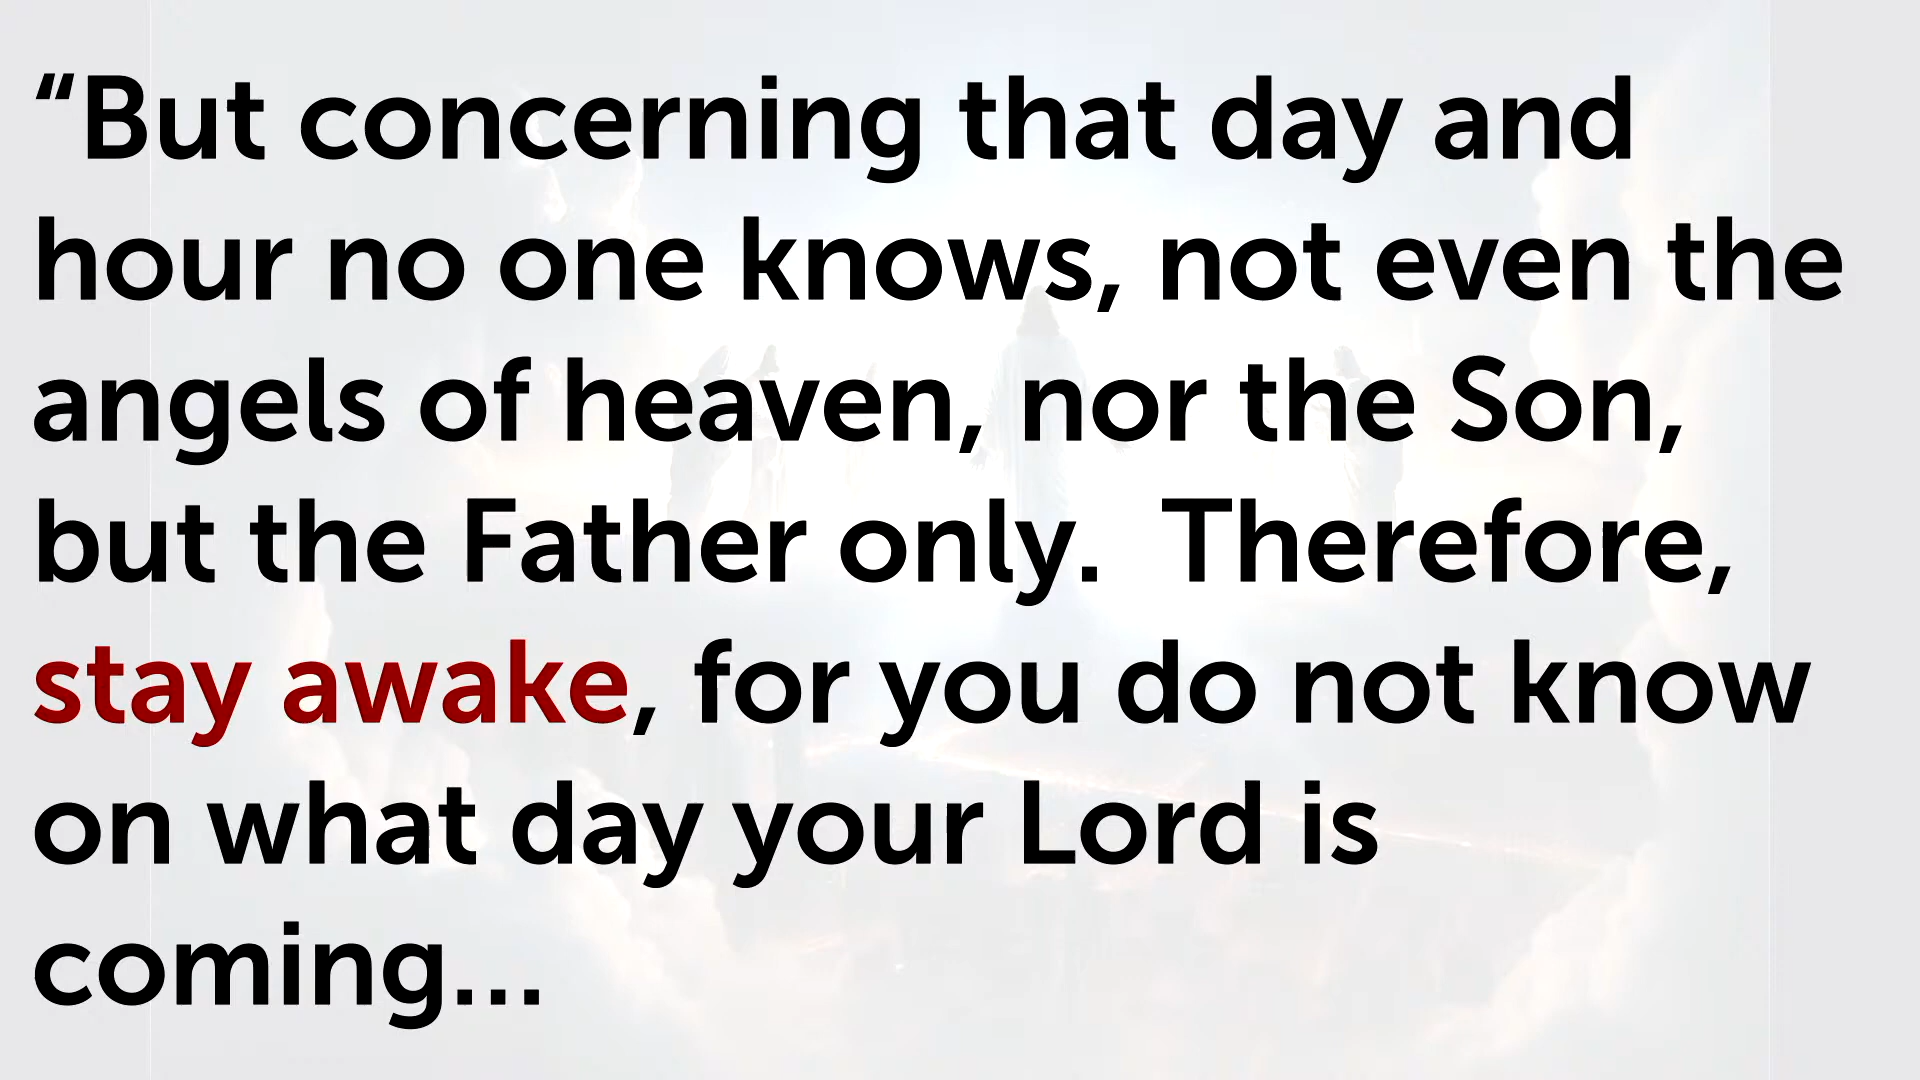 “But concerning that day and
hour no one knows, not even the
angels of heaven, nor the Son,
but the Father only.  Therefore,
stay awake, for you do not know
on what day your Lord is
coming...